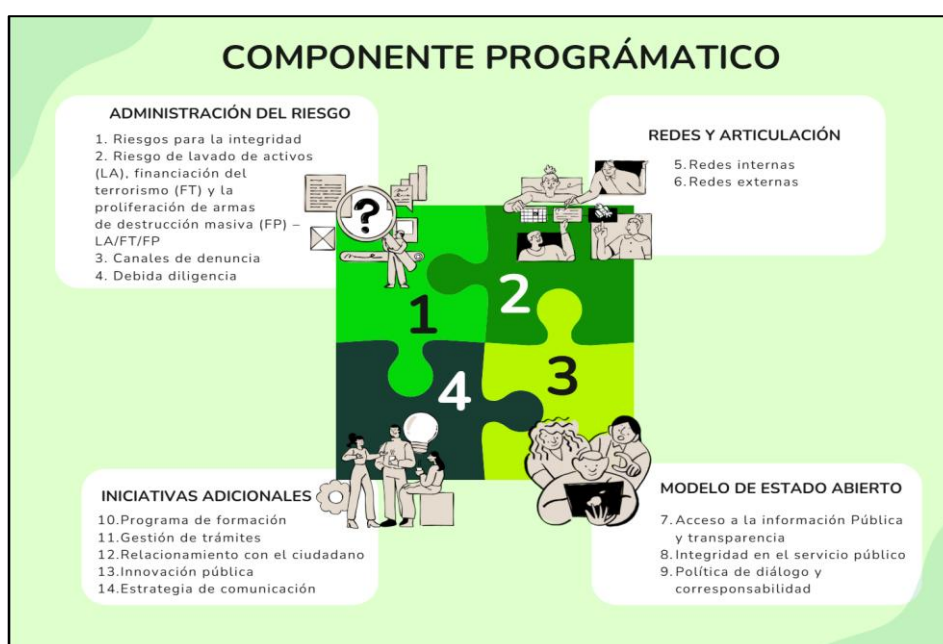 COMPONENTE PROGRÁMATICO
ADMINISTRACIÓN DEL RIESGO
1. Riesgos para la integridad
2. Riesgo de lavado de activos
(LA), financiación del
terrorismo (FT) y la
proliferación de armas
de destrucción masiva (FP) –
LA/FT/FP
3. Canales de denuncia
4. Debida diligencia
REDES Y ARTICULACIÓN
5. Redes internas
6. Redes externas
?
1
2
3
4
INICIATIVAS ADICIONALES
10. Programa de formación
11. Gestión de trámites
12. Relacionamiento con el ciudadano
13. Innovación pública
14. Estrategia de comunicación
MODELO DE ESTADO ABIERTO
7. Acceso a la información Pública
y transparencia
8. Integridad en el servicio público
9. Política de diálogo y
corresponsabilidad